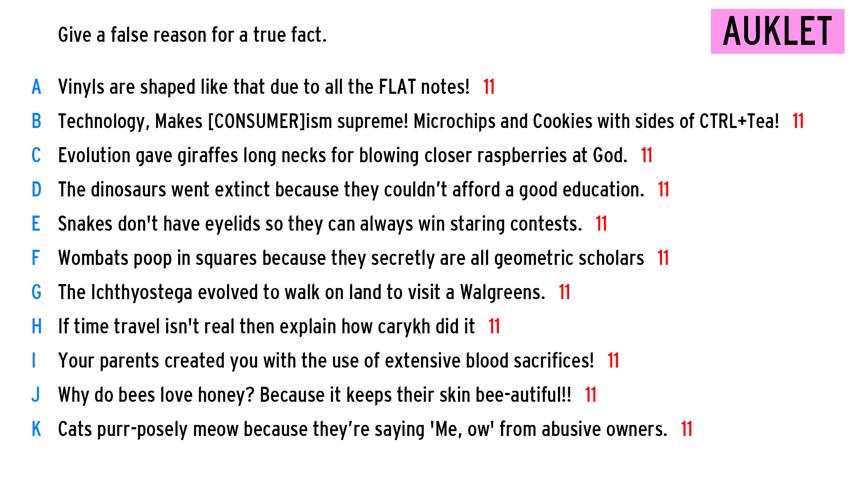 Give a false reason for a true fact.
AUKLET
A Vinyls are shaped like that due to all the FLAT notes! 11
B Technology, Makes [CONSUMER]ism supreme! Microchips and Cookies with sides of CTRL+Tea! 11
C Evolution gave giraffes long necks for blowing closer raspberries at God. 11
D The dinosaurs went extinct because they couldn’t afford a good education. 11
E Snakes don't have eyelids so they can always win staring contests. 11
F Wombats poop in squares because they secretly are all geometric scholars 11
G The Ichthyostega evolved to walk on land to visit a Walgreens. 11
H If time travel isn't real then explain how carykh did it 11
I Your parents created you with the use of extensive blood sacrifices! 11
J Why do bees love honey? Because it keeps their skin bee-autiful!! 11
K Cats purr-posely meow because they’re saying 'Me, ow' from abusive owners. 11